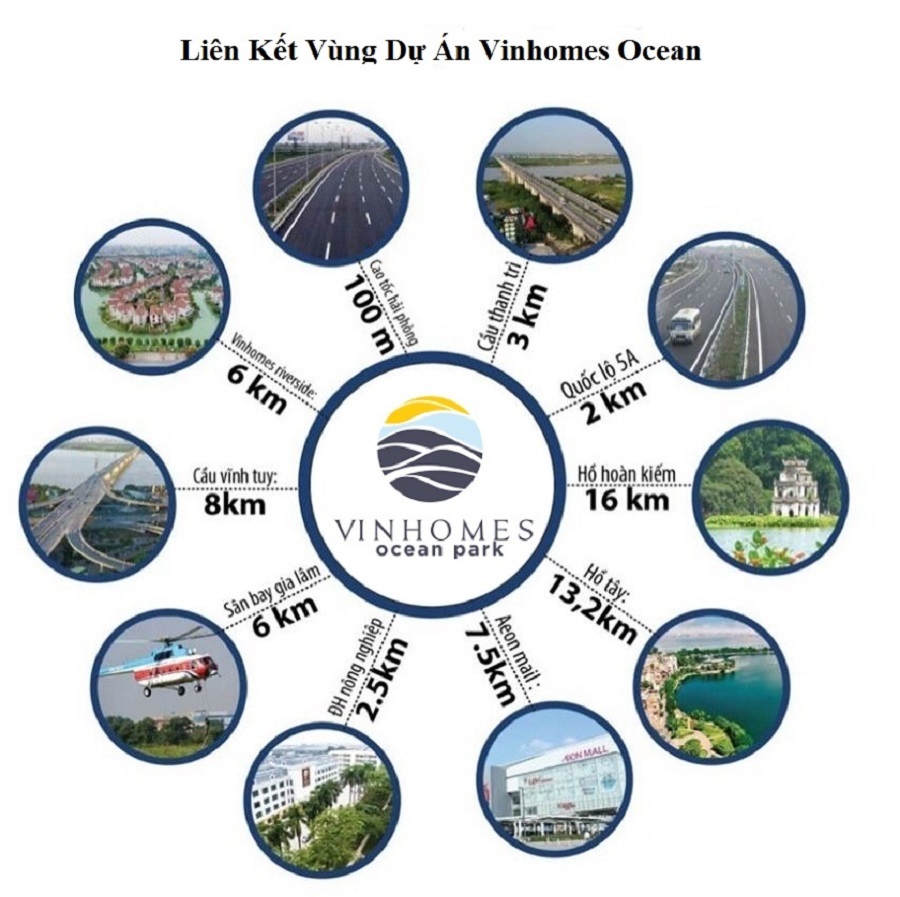 Liên Kết Vùng Dự Án Vinhomes Ocean
Cao tốc hải phòng
100 m
Cầu thanh trì
3 km
Quốc lộ 5A
2 km
Hồ hoàn kiếm
16 km
Hồ tây:
13,2km
Aeon mail :
7.5km
ĐH nông nghiệp
2.5km
Sân bay gia lâm
6 km
Cầu vĩnh tuy:
8km
Vinhomes riverside:
6 km
VINHOMES
ocean park
AEON MALL